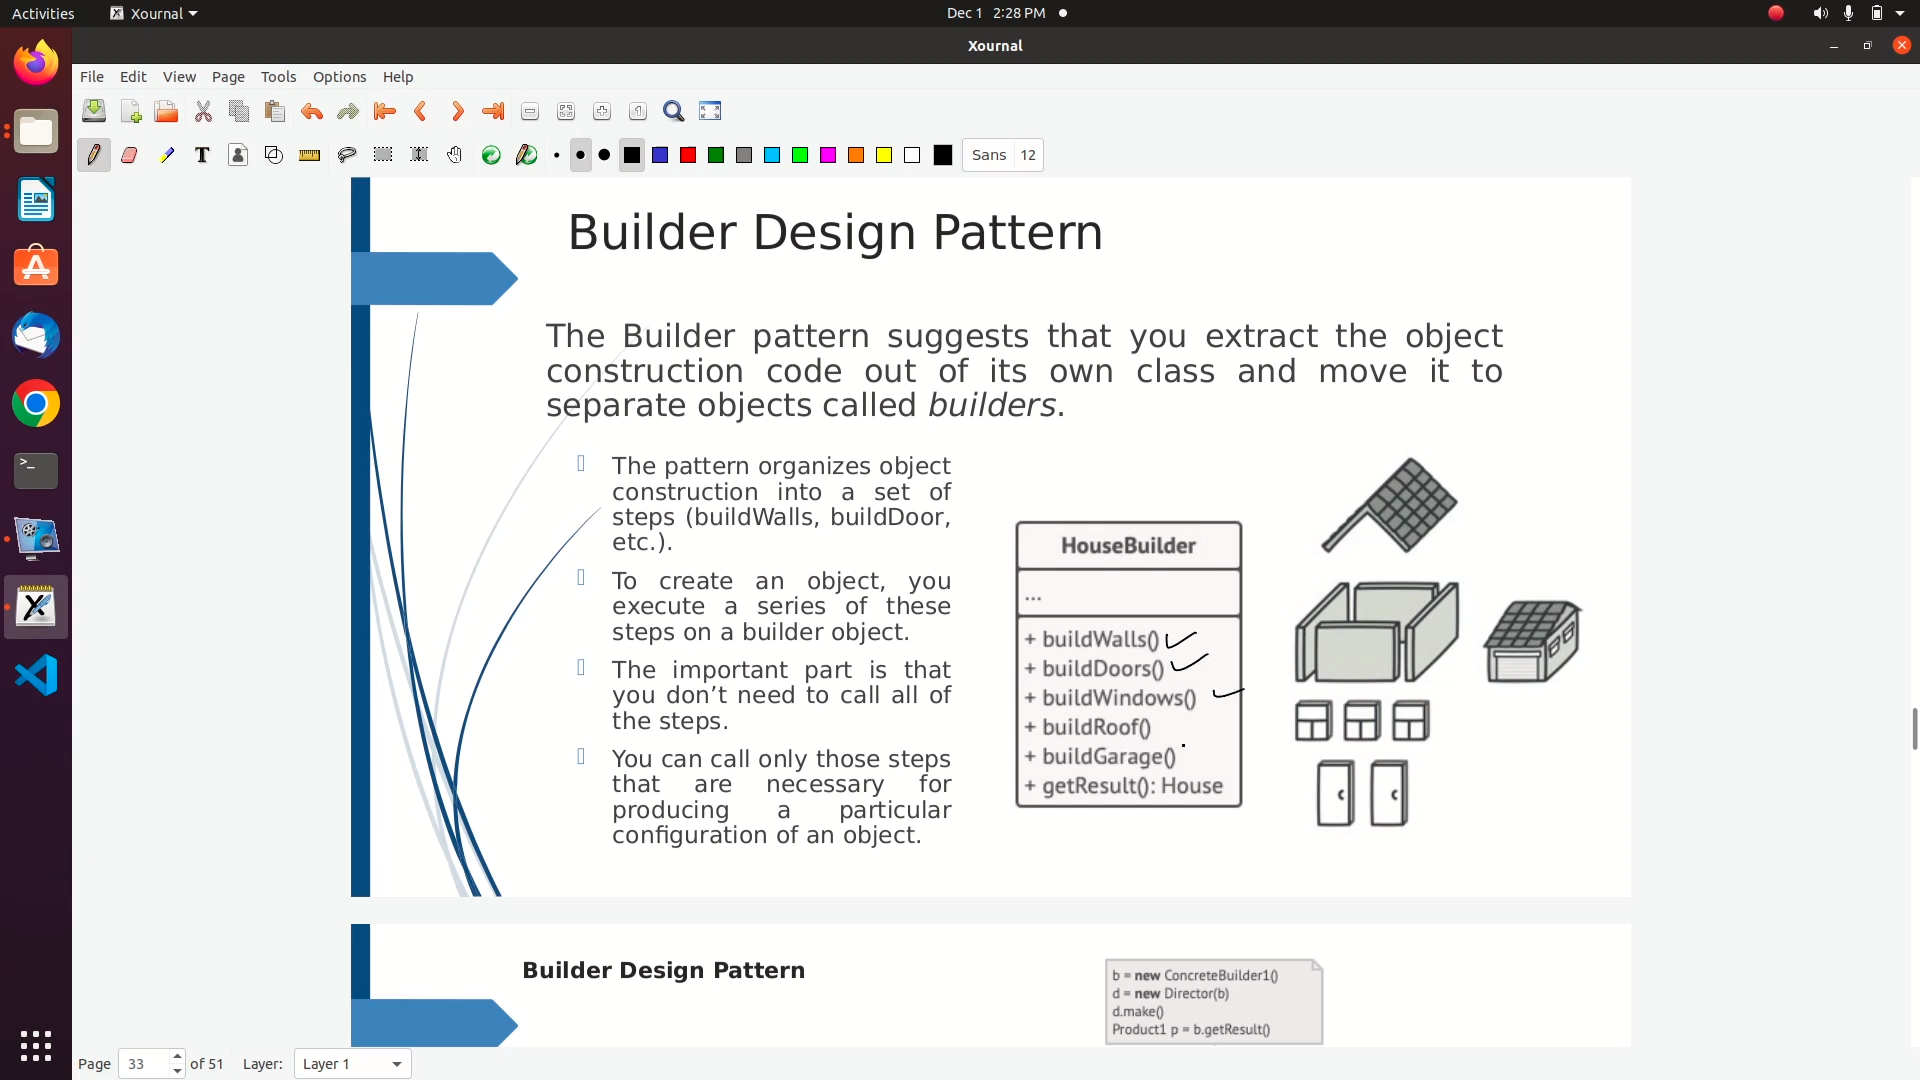 Activities
Xournal
Dec 1 2:28 PM
Xournal
File Edit View Page Tools Options Help
Sans 12
Builder Design Pattern
The Builder pattern suggests that you extract the object
construction code out of its own class and move it to
separate objects called builders.
The pattern organizes object
construction into a set of
steps (buildWalls, buildDoor,
etc.).
To create an object, you
execute a series of these
steps on a builder object.
The important part is that
you don’t need to call all of
the steps.
You can call only those steps
that are necessary for
producing a particular
configuration of an object.
HouseBuilder
...
+ buildWalls()
+ buildDoors()
+ buildWindows()
+ buildRoof()
+ buildGarage()
+ getResult(): House
Builder Design Pattern
b = new ConcreteBuilder1()
d = new Director(b)
d.make()
Product1 p = b.getResult()
Page 33 of 51 Layer: Layer 1